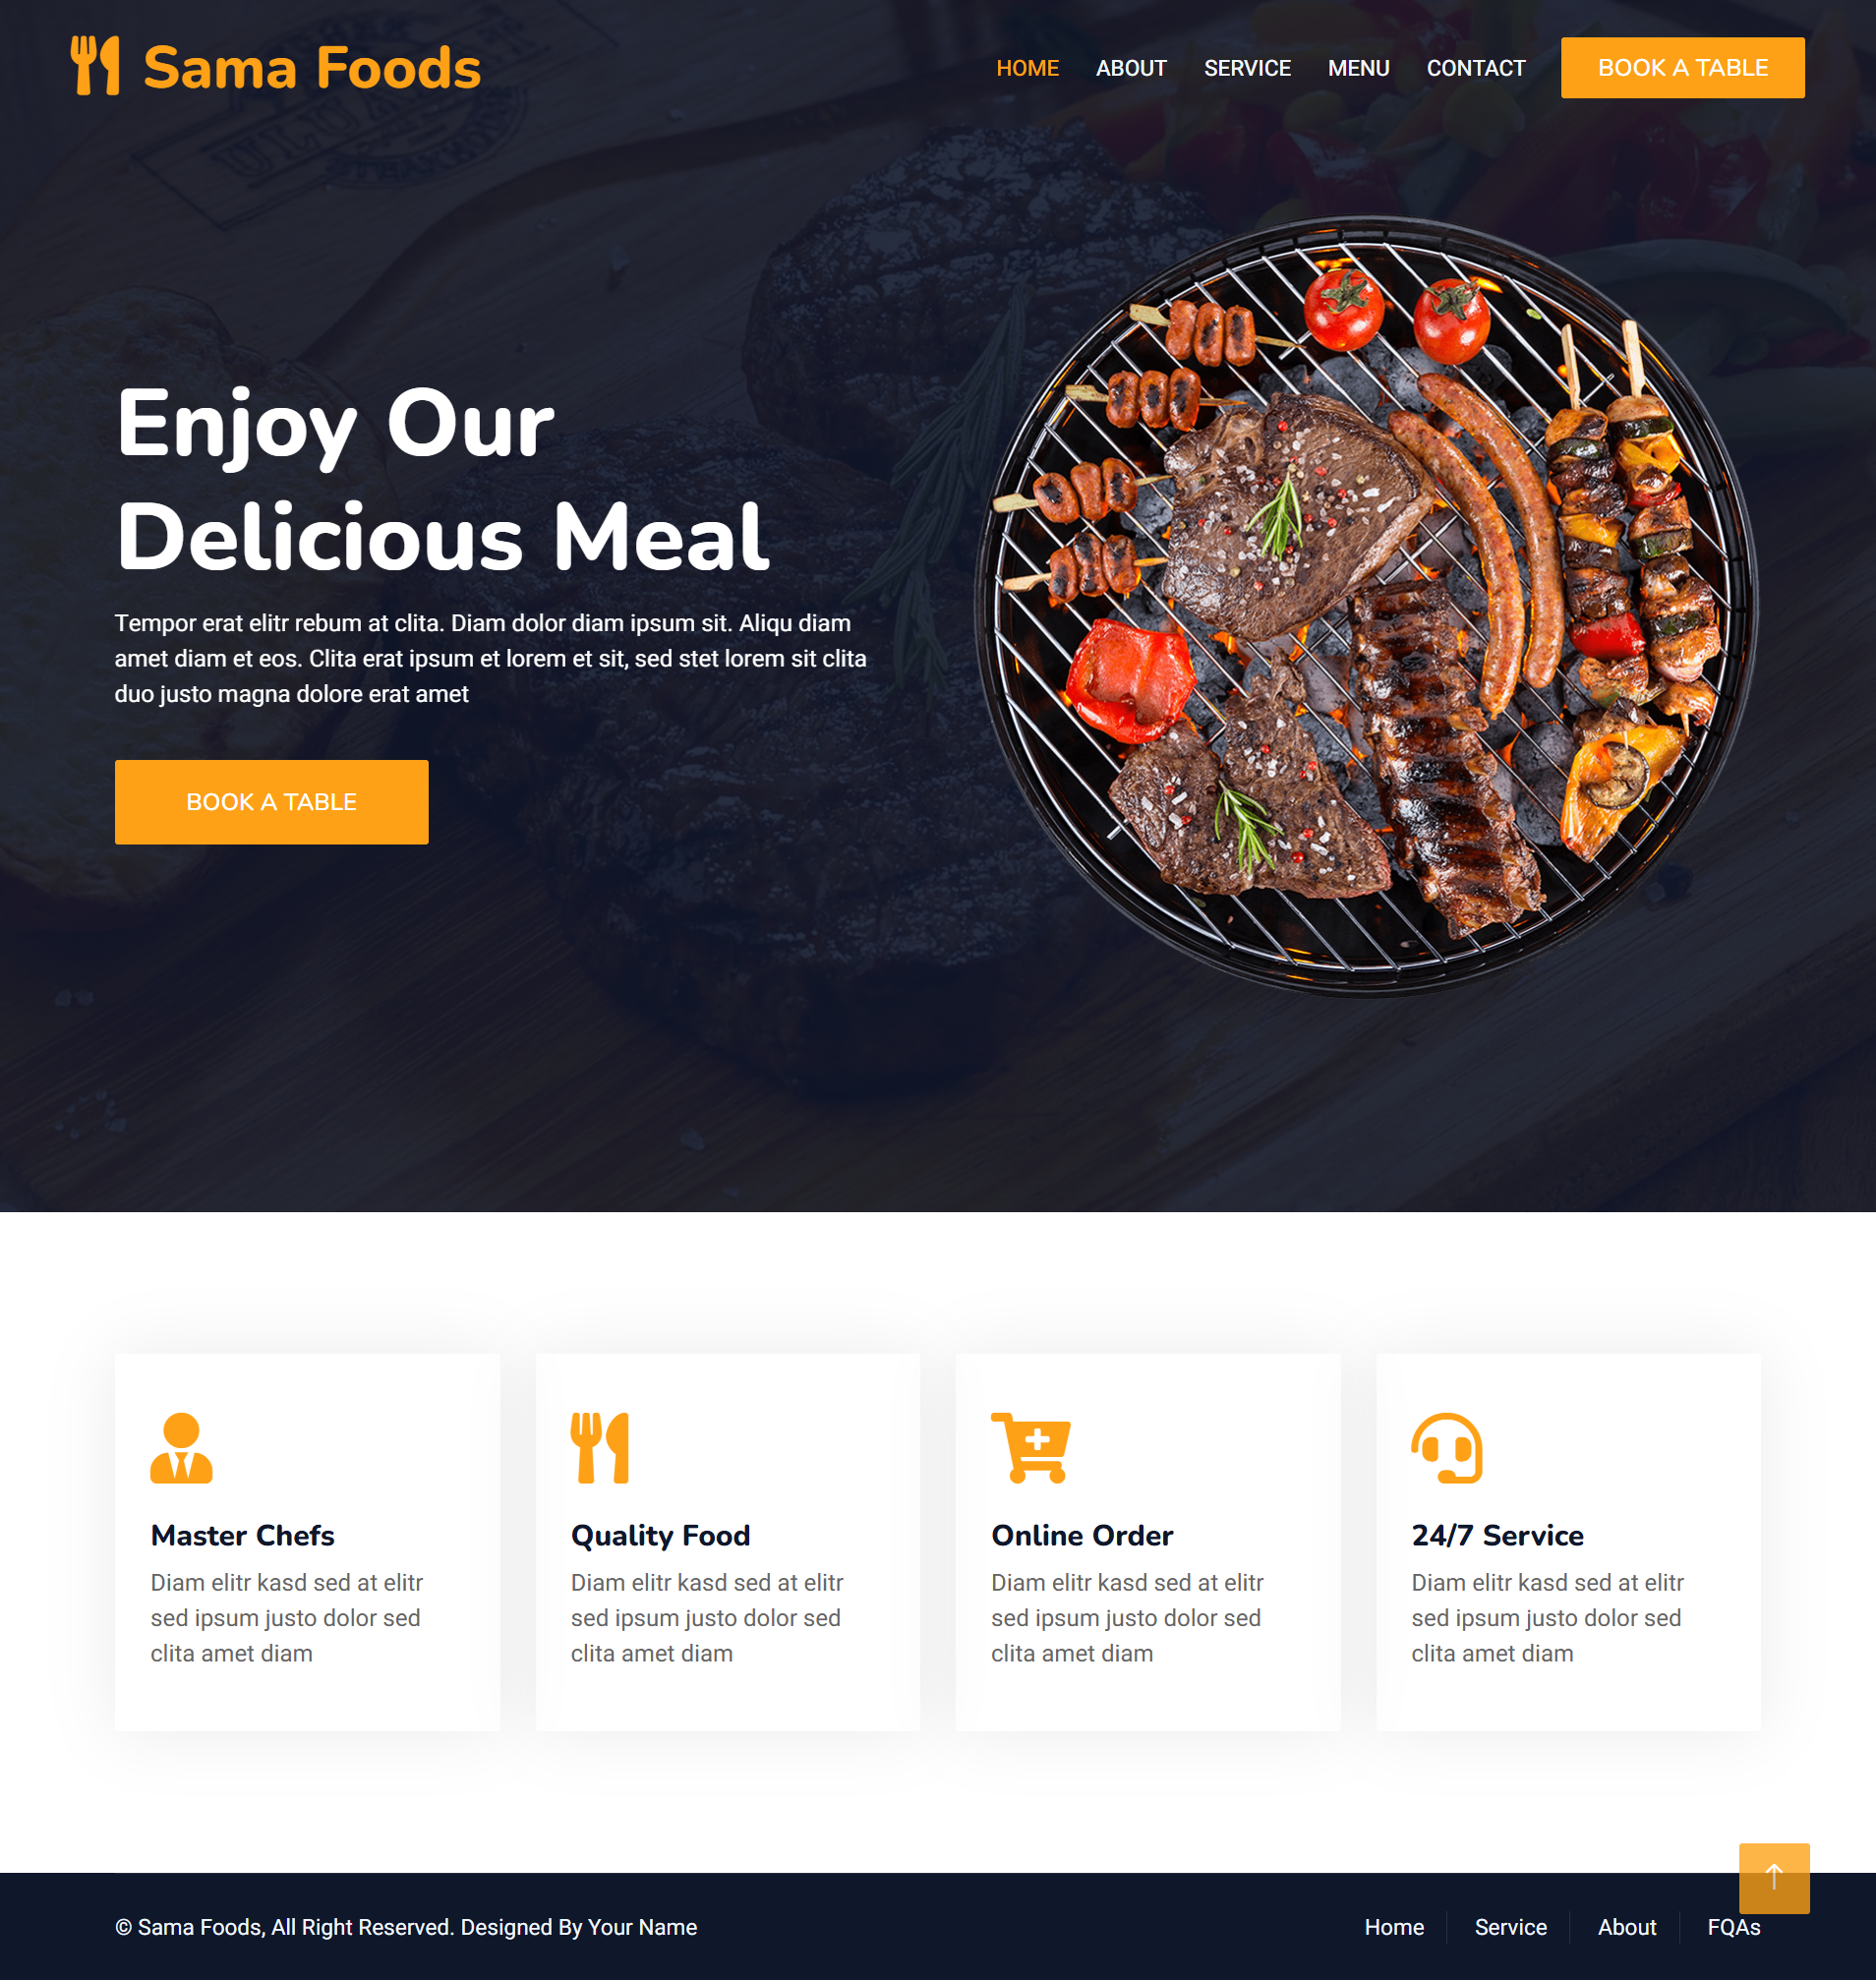 Sama Foods
HOME ABOUT SERVICE MENU CONTACT BOOK A TABLE
Enjoy Our
Delicious Meal
Tempor erat elitr rebum at clita. Diam dolor diam ipsum sit. Aliqu diam
amet diam et eos. Clita erat ipsum et lorem et sit, sed stet lorem sit clita
duo justo magna dolore erat amet
BOOK A TABLE
Master Chefs
Diam elitr kasd sed at elitr
sed ipsum justo dolor sed
clita amet diam
Quality Food
Diam elitr kasd sed at elitr
sed ipsum justo dolor sed
clita amet diam
Online Order
Diam elitr kasd sed at elitr
sed ipsum justo dolor sed
clita amet diam
24/7 Service
Diam elitr kasd sed at elitr
sed ipsum justo dolor sed
clita amet diam
© Sama Foods, All Right Reserved. Designed By Your Name
Home Service About FQAs